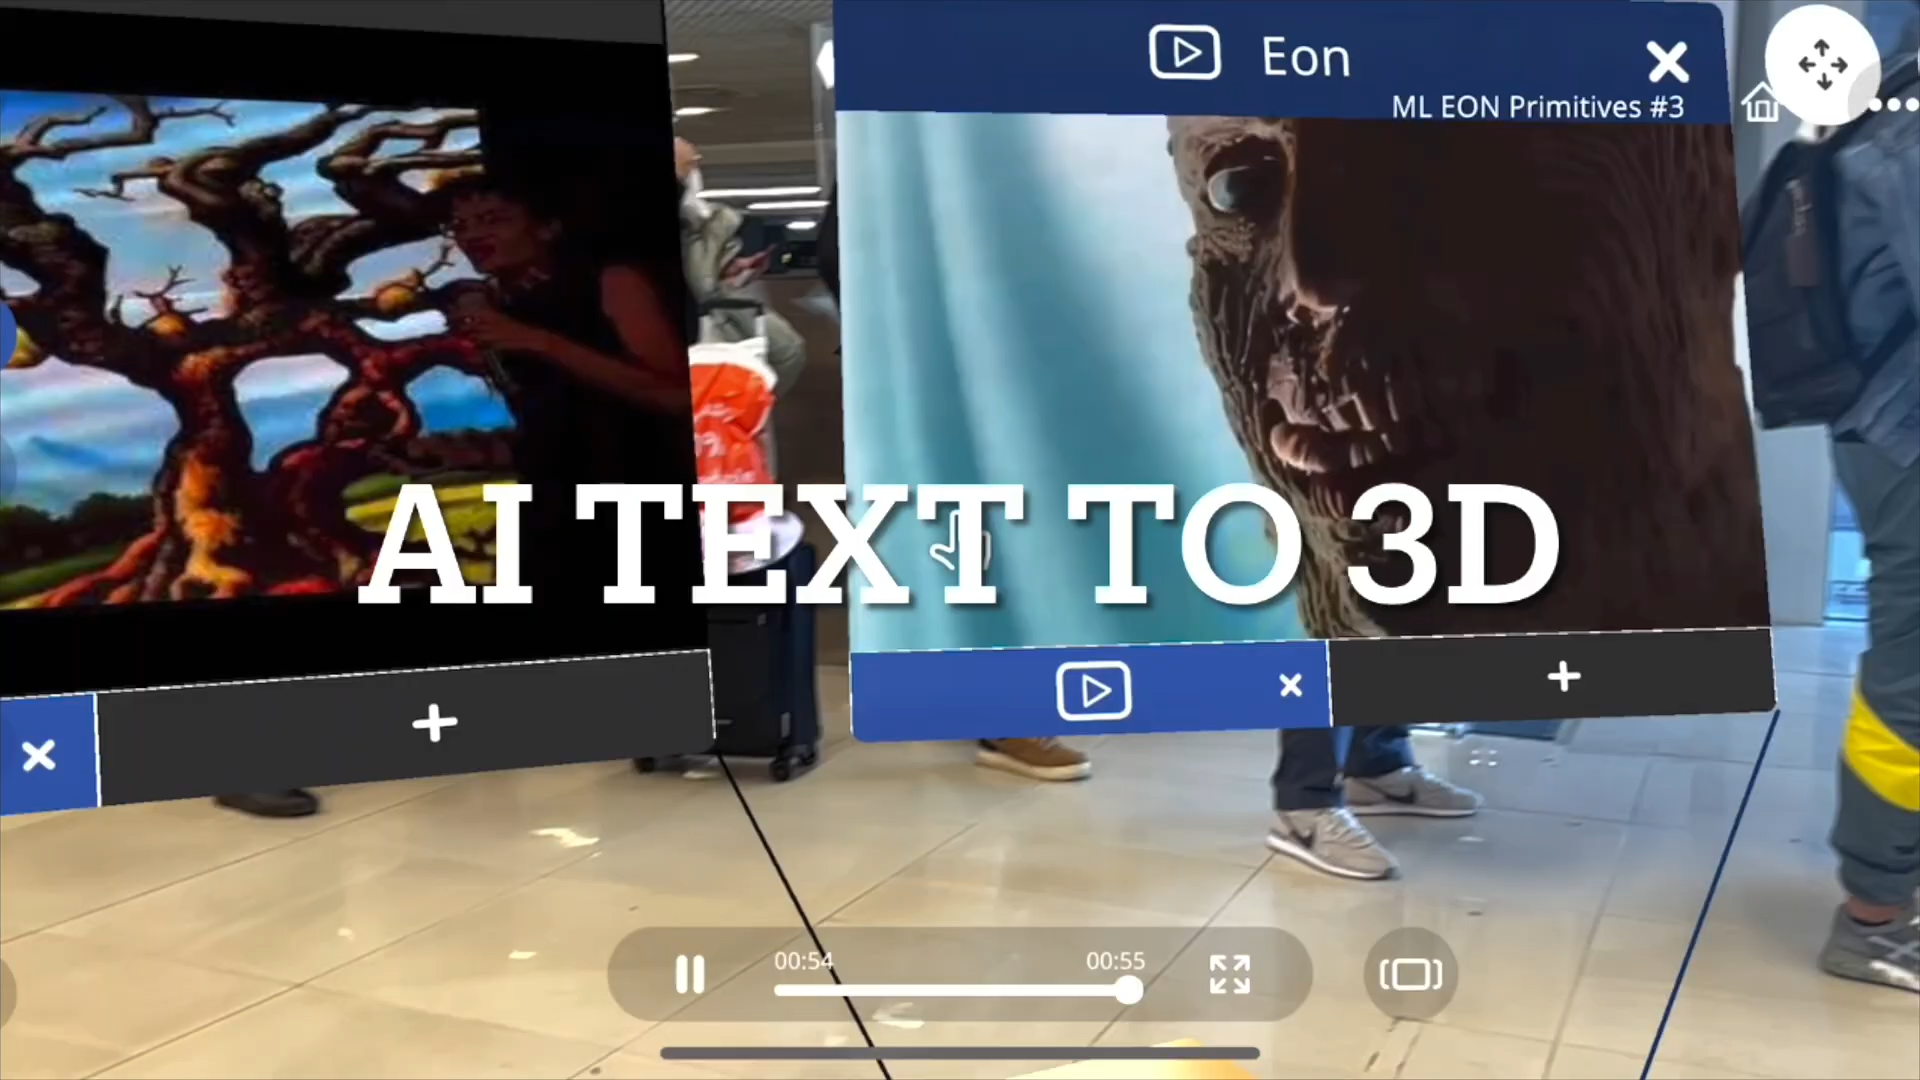 Eon
ML EON Primitives #3
AI TEXT TO 3D
00:54
00:55